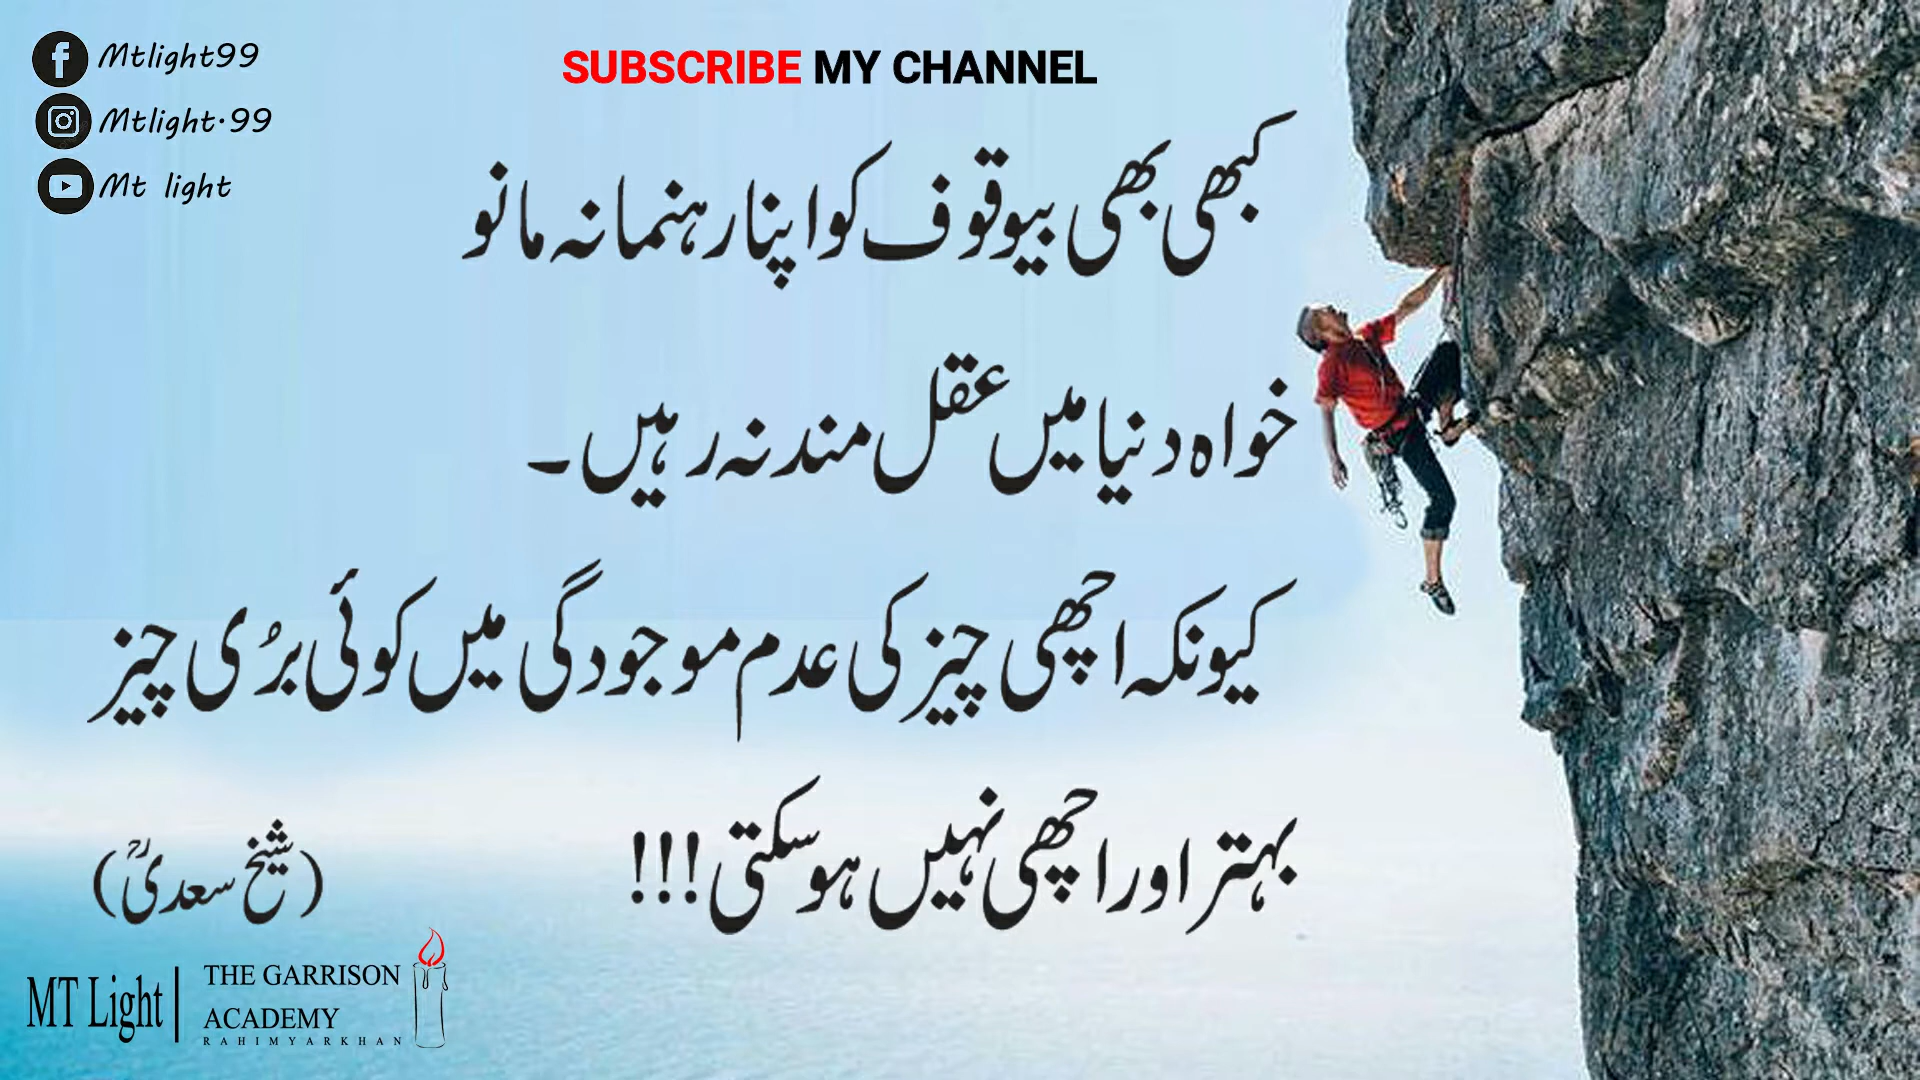 Mtlight99
Mtlight.99
Mt light
SUBSCRIBE MY CHANNEL
کبھی بھی بیوقوف کو اپنا رہنما نہ مانو
خواہ دنیا میں عقل مند نہ رہیں۔
کیونکہ اچھی چیز کی عدم موجودگی میں کوئی برُی چیز
بہتر اور اچھی نہیں ہو سکتی !!!
(شیخ سعدیؒ)
MT Light
THE GARRISON
ACADEMY
RAHIMYARKHAN